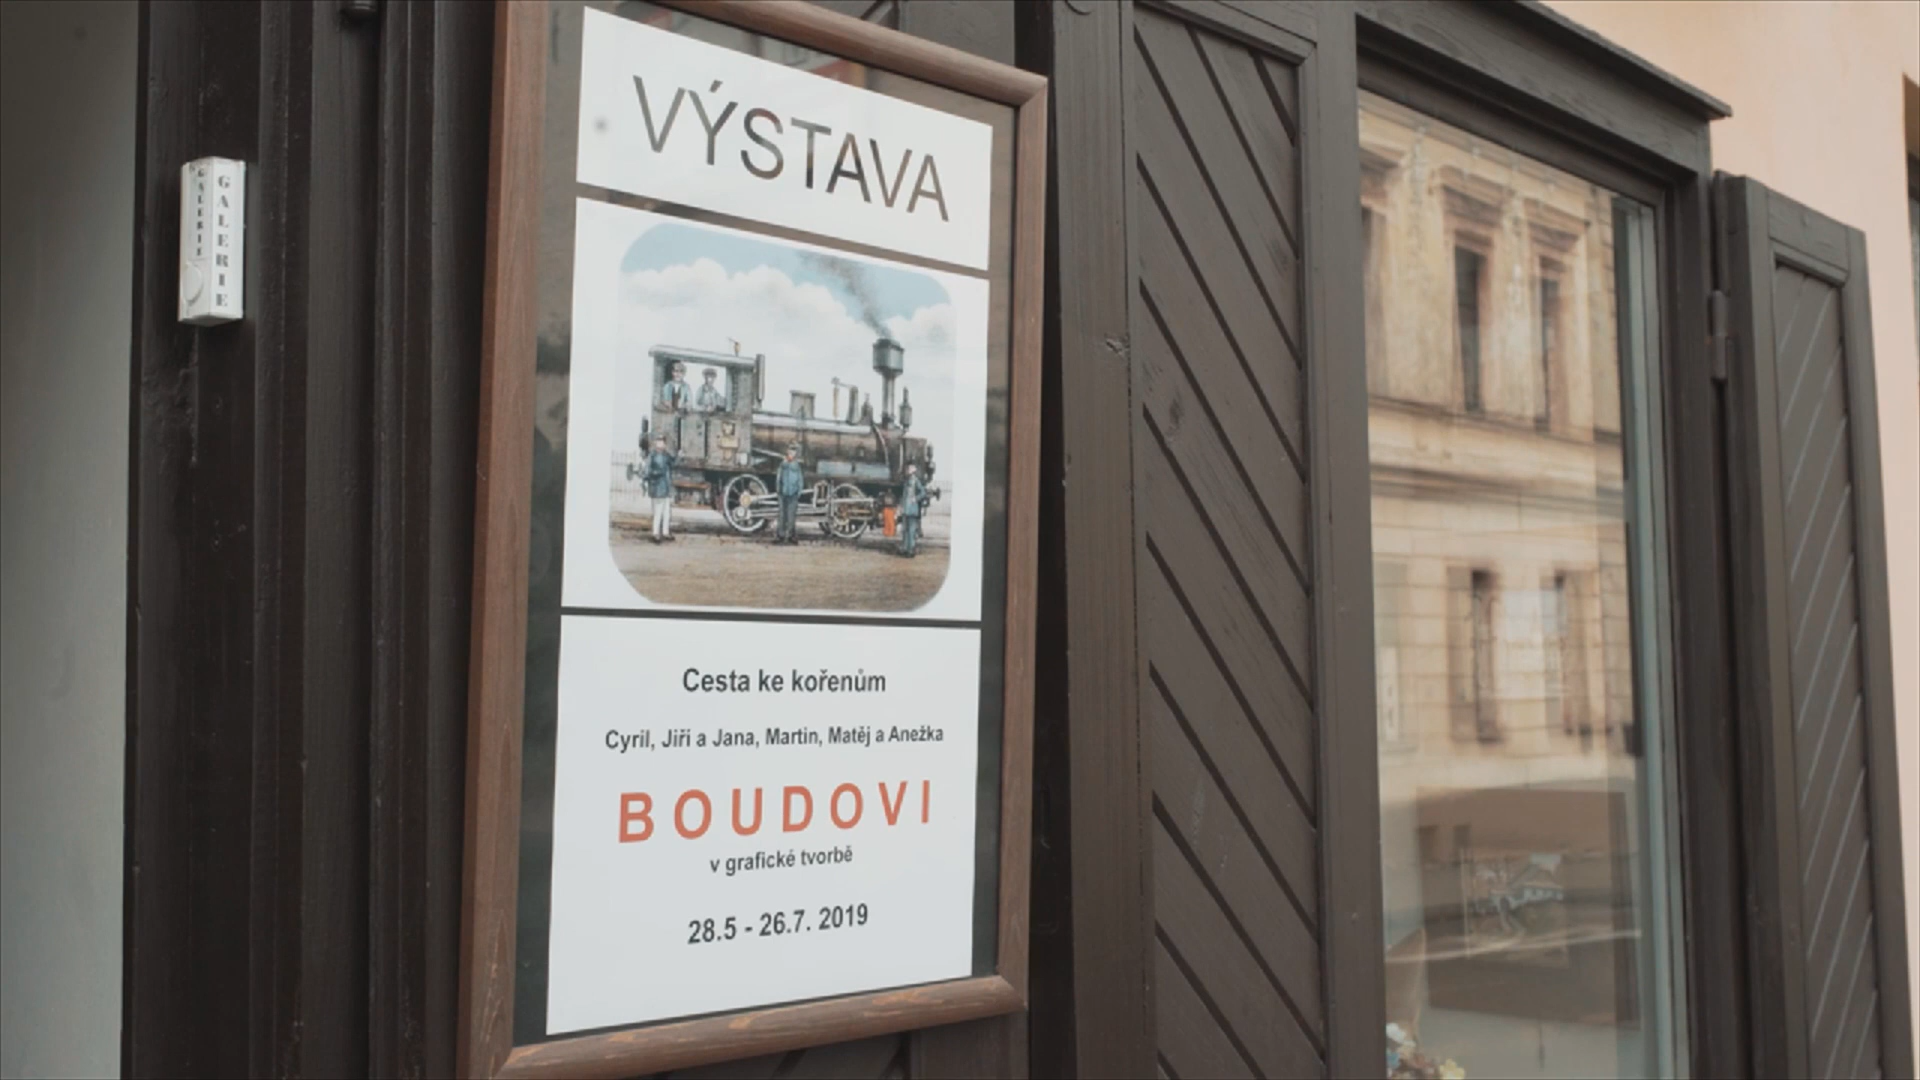 GALERIE
GALERIE
VÝSTAVA
Cesta ke kořenům
Cyril, Jiří a Jana, Martin, Matěj a Anežka
BOUDOVI
v grafické tvorbě
28.5 - 26.7. 2019